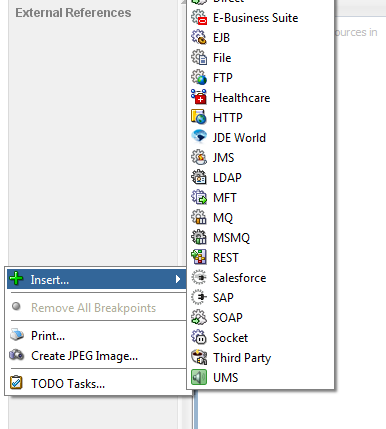 Direct
External References
E-Business Suite
ources in
EJB
File
FTP
Healthcare
HTTP
JDE World
JMS
LDAP
MFT
MQ
MSMQ
REST
Insert...
Salesforce
SAP
Remove All Breakpoints
SOAP
Print...
Socket
Create JPEG Image...
Third Party
TODO Tasks...
UMS